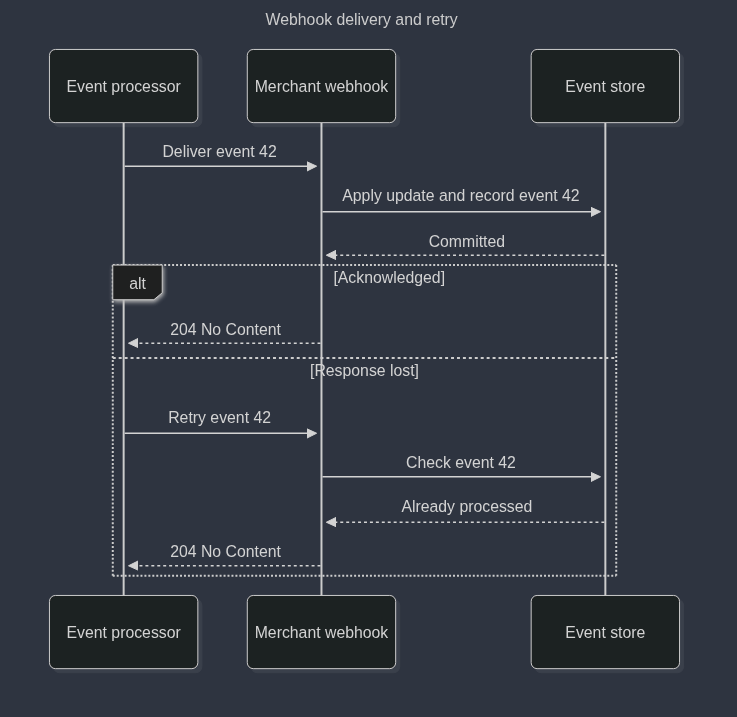 Webhook delivery and retry
Event processor
Merchant webhook
Event store
Deliver event 42
Apply update and record event 42
Committed
alt
[Acknowledged]
204 No Content
[Response lost]
Retry event 42
Check event 42
Already processed
204 No Content
Event processor
Merchant webhook
Event store